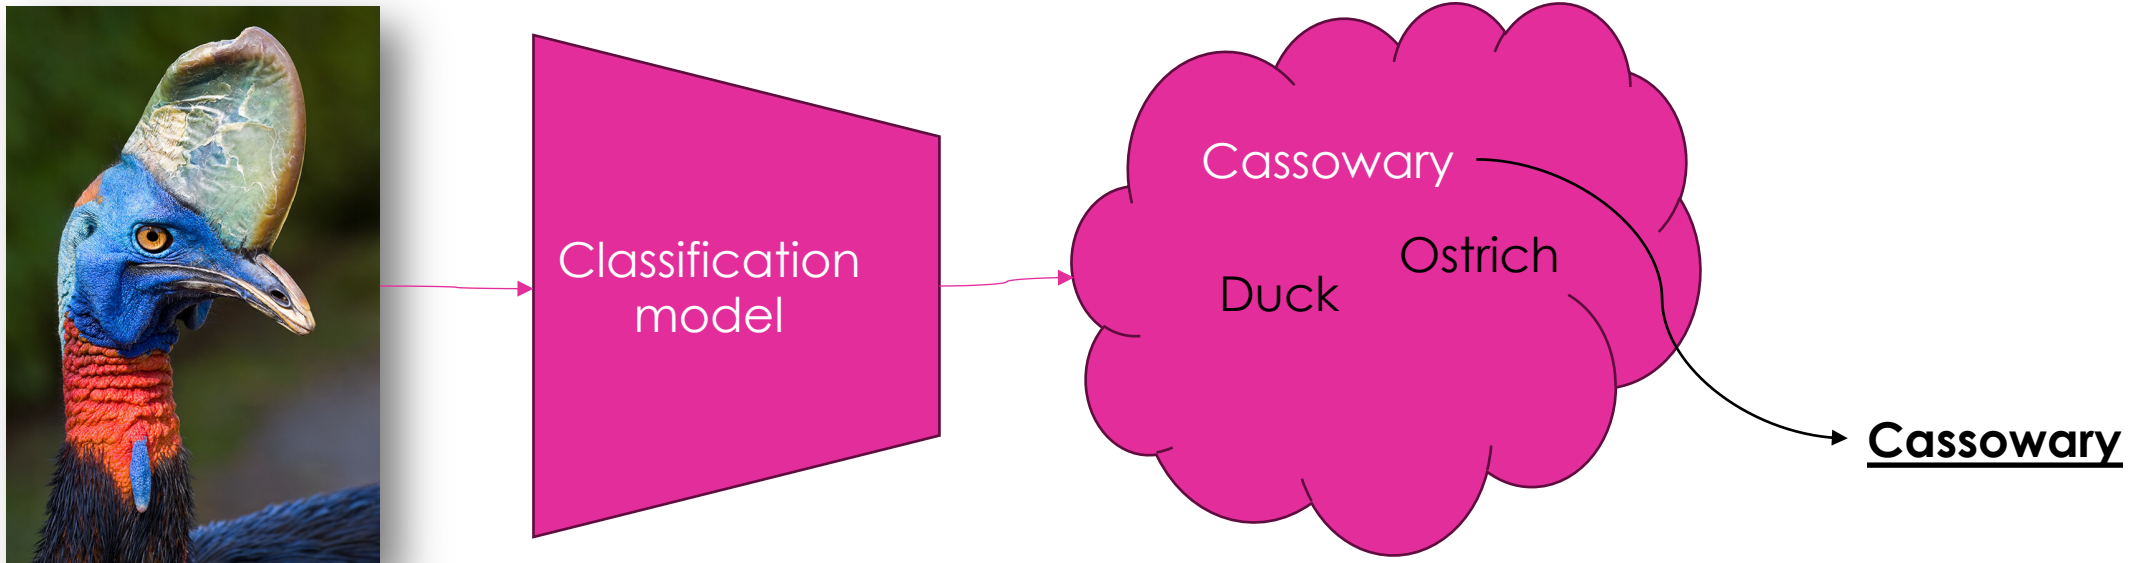 Classification
model
Cassowary
Ostrich
Duck
Cassowary